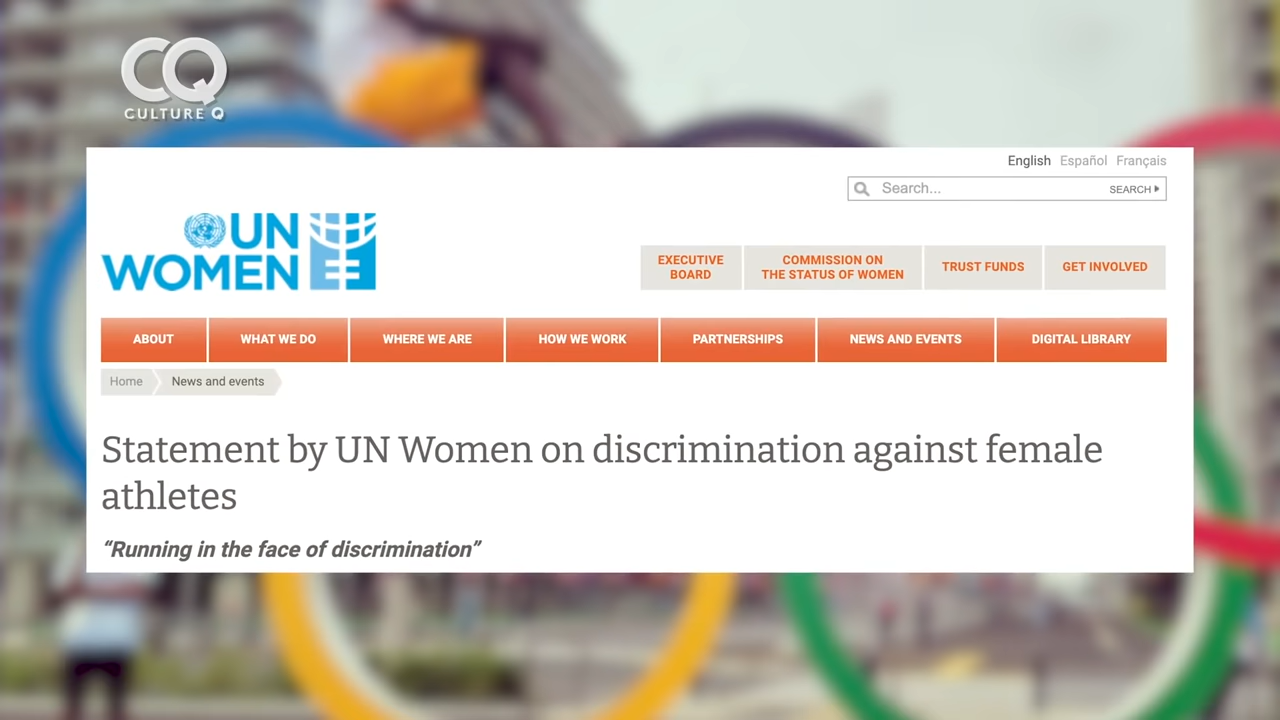 CQ
CULTURE Q
English Español Français
Search... SEARCH
UN
WOMEN
EXECUTIVE
BOARD
COMMISSION ON
THE STATUS OF WOMEN
TRUST FUNDS
GET INVOLVED
ABOUT WHAT WE DO WHERE WE ARE HOW WE WORK PARTNERSHIPS NEWS AND EVENTS DIGITAL LIBRARY
Home News and events
Statement by UN Women on discrimination against female
athletes
“Running in the face of discrimination”